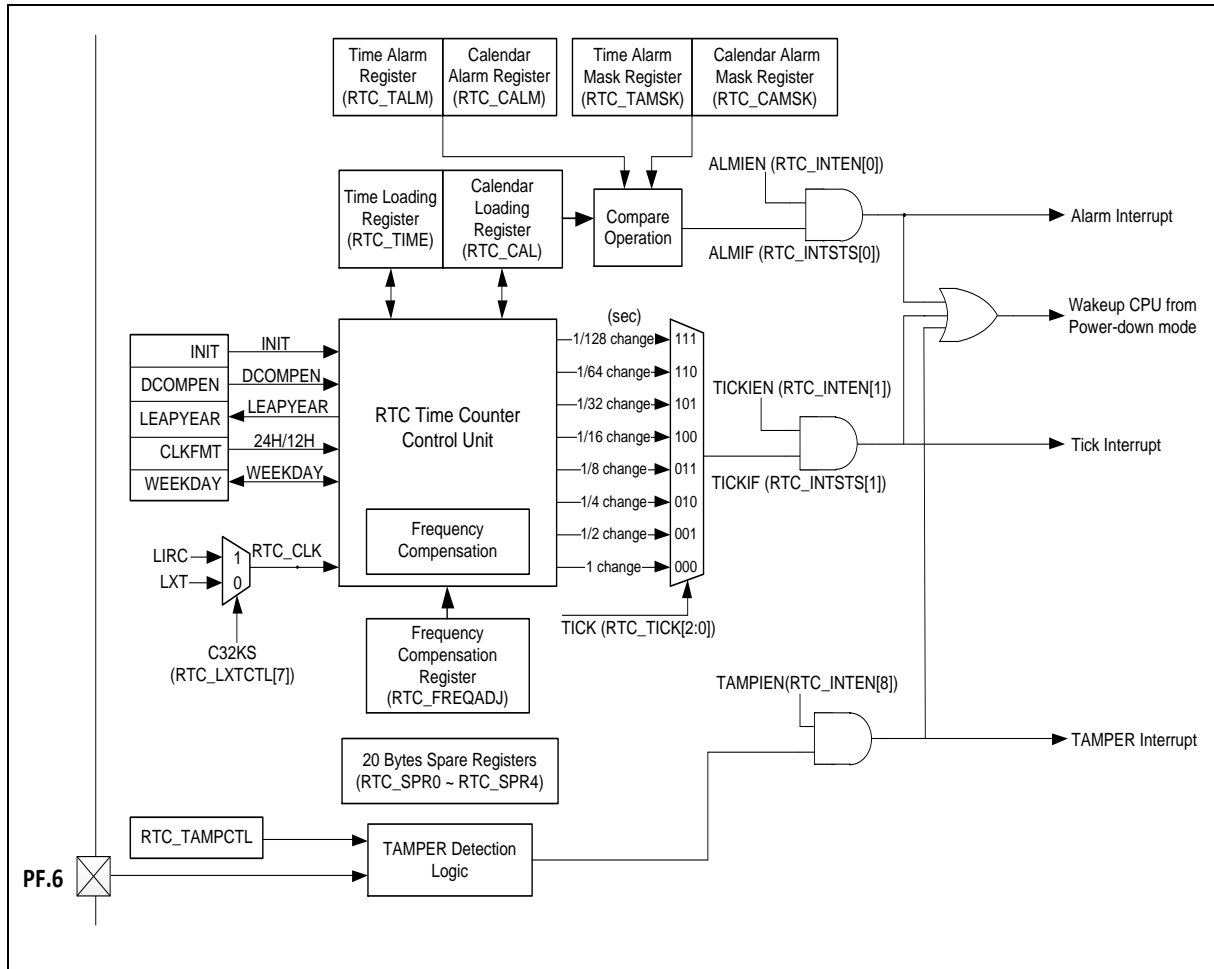 Time Alarm
Register
(RTC_TALM)
Calendar
Alarm Register
(RTC_CALM)
Time Alarm
Mask Register
(RTC_TAMSK)
Calendar Alarm
Mask Register
(RTC_CAMSK)
Time Loading
Register
(RTC_TIME)
Calendar
Loading
Register
(RTC_CAL)
Compare
Operation
ALMIEN (RTC_INTEN[0])
ALMIF (RTC_INTSTS[0])
Alarm Interrupt
Wakeup CPU from
Power-down mode
INIT
DCOMPEN
LEAPYEAR
CLKFMT
WEEKDAY
INIT
DCOMPEN
LEAPYEAR
24H/12H
WEEKDAY
RTC Time Counter
Control Unit
Frequency
Compensation
(sec)
1/128 change
1/64 change
1/32 change
1/16 change
1/8 change
1/4 change
1/2 change
1 change
111
110
101
100
011
010
001
000
TICK (RTC_TICK[2:0])
TICKIEN (RTC_INTEN[1])
TICKIF (RTC_INTSTS[1])
Tick Interrupt
LIRC
LXT
1
0
RTC_CLK
C32KS
(RTC_LXTCTL[7])
Frequency
Compensation
Register
(RTC_FREQADJ)
TAMPIEN(RTC_INTEN[8])
TAMPER Interrupt
20 Bytes Spare Registers
(RTC_SPR0 ~ RTC_SPR4)
RTC_TAMPCTL
TAMPER Detection
Logic
PF.6